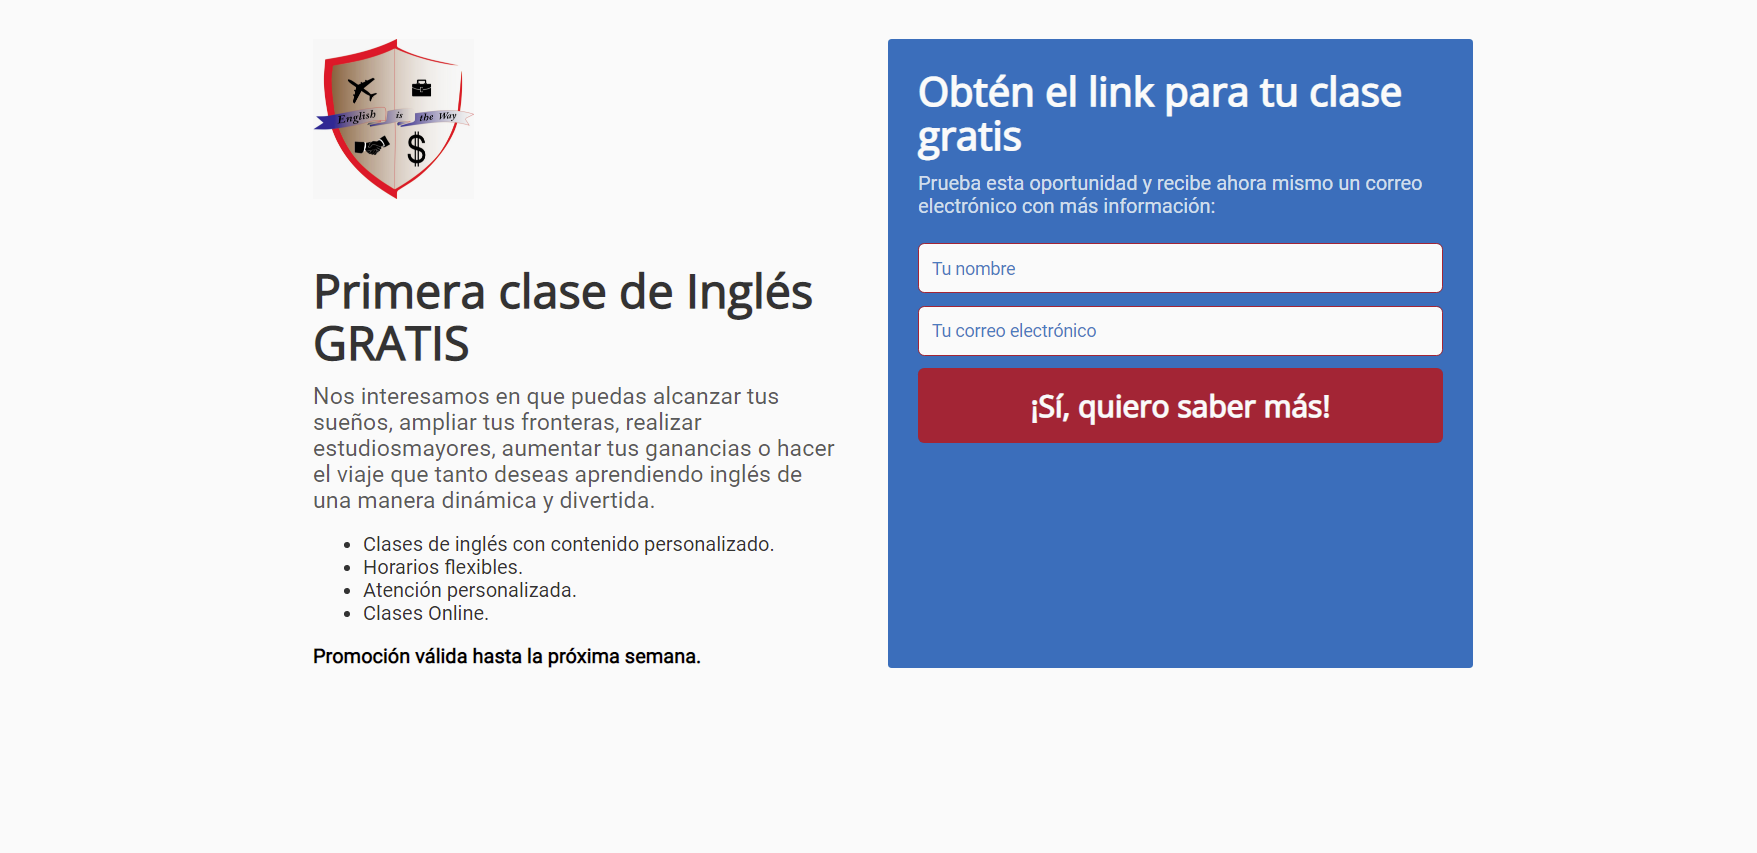 English is the Way
$
Primera clase de Inglés
GRATIS
Nos interesamos en que puedas alcanzar tus
sueños, ampliar tus fronteras, realizar
estudiosmayores, aumentar tus ganancias o hacer
el viaje que tanto deseas aprendiendo inglés de
una manera dinámica y divertida.
• Clases de inglés con contenido personalizado.
• Horarios flexibles.
• Atención personalizada.
• Clases Online.
Promoción válida hasta la próxima semana.
Obtén el link para tu clase
gratis
Prueba esta oportunidad y recibe ahora mismo un correo
electrónico con más información:
Tu nombre
Tu correo electrónico
¡Sí, quiero saber más!